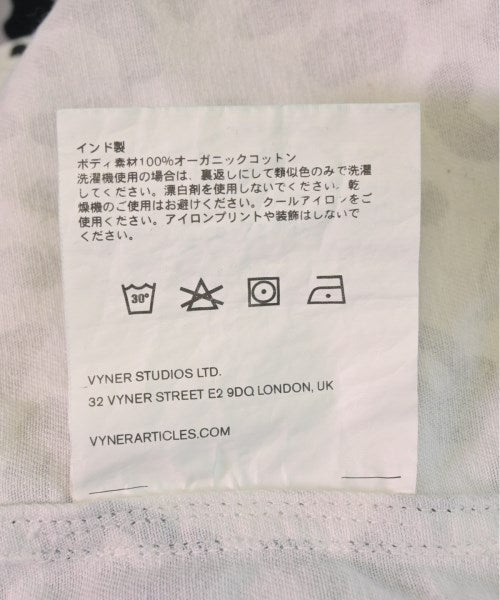 インド製
ボディ素材100%オーガニックコットン
洗濯機使用の場合は、裏返しにして類似色のみで洗濯
してください。漂白剤を使用しないでください。乾
燥機のご使用はお避けください。クールアイロンをご
使用ください。アイロンプリントや装飾はしないで
ください。
30°
VYNER STUDIOS LTD.
32 VYNER STREET E2 9DQ LONDON, UK
VYNERARTICLES.COM